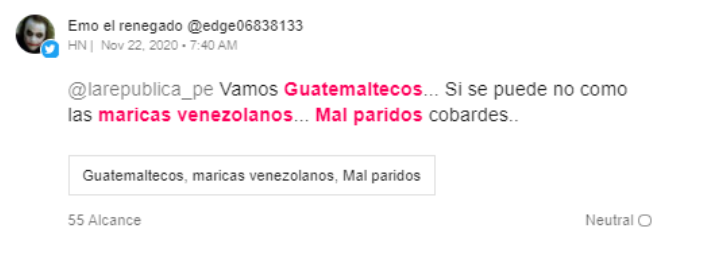 Emo el renegado @edge06838133
HN | Nov 22, 2020 • 7:40 AM
@larepublica_pe Vamos Guatemaltecos... Si se puede no como
las maricas venezolanos... Mal paridos cobardes..
Guatemaltecos, maricas venezolanos, Mal paridos
55 Alcance
Neutral